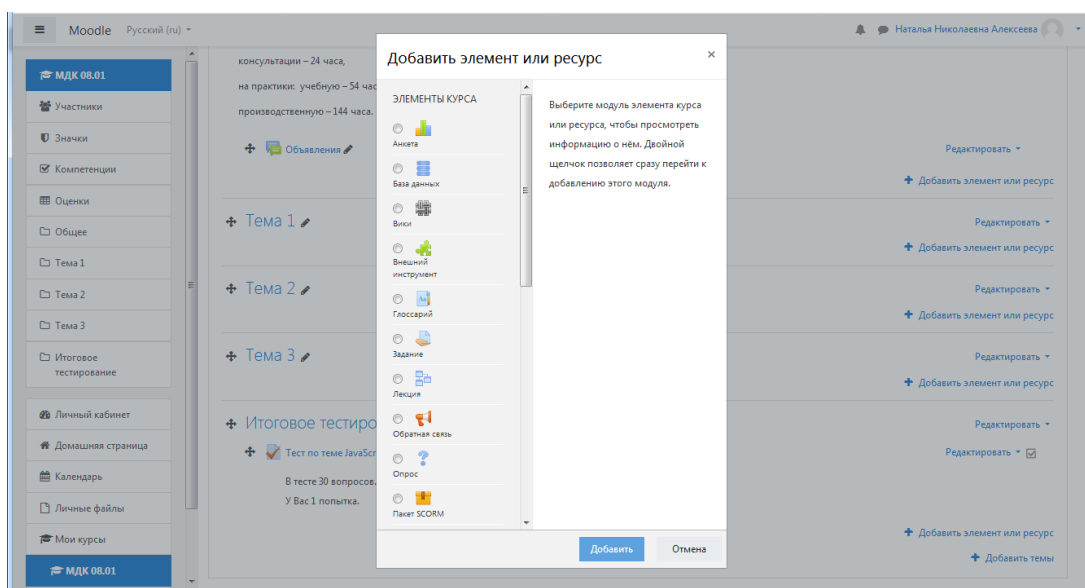 Moodle Русский (ru)
Наталья Николаевна Алексеева
МДК 08.01
Участники
Значки
Компетенции
Оценки
Общее
Тема 1
Тема 2
Тема 3
Итоговое
тестирование
Личный кабинет
Домашняя страница
Календарь
Личные файлы
Мои курсы
МДК 08.01
консультации – 24 часа,
на практики: учебную – 54 час
производственную – 144 часа.
Объявления
Редактировать
Добавить элемент или ресурс
Тема 1
Редактировать
Добавить элемент или ресурс
Тема 2
Редактировать
Добавить элемент или ресурс
Тема 3
Редактировать
Добавить элемент или ресурс
Итоговое тестиро
Редактировать
Тест по теме JavaScr
Редактировать
В тесте 30 вопросов.
У Вас 1 попытка.
Добавить элемент или ресурс
Добавить темы
Добавить элемент или ресурс
×
ЭЛЕМЕНТЫ КУРСА
Анкета
База данных
Вики
Внешний
инструмент
Глоссарий
Задание
Лекция
Обратная связь
Опрос
Пакет SCORM
Выберите модуль элемента курса
или ресурса, чтобы просмотреть
информацию о нём. Двойной
щелчок позволяет сразу перейти к
добавлению этого модуля.
Добавить
Отмена